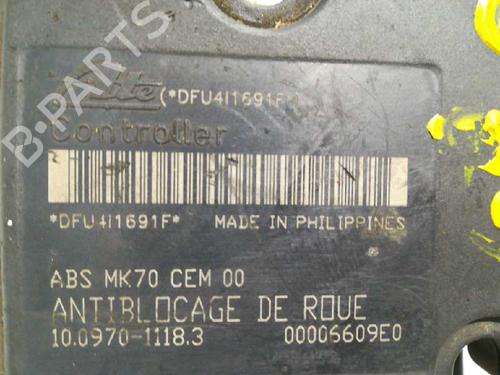 Ate (*DFU4I1691F*)
Controller
*DFU4I1691F* MADE IN PHILIPPINES
ABS MK70 CEM 00
ANTIBLOCAGE DE ROUE
10.0970-1118.3 00006609E0
B-PARTS